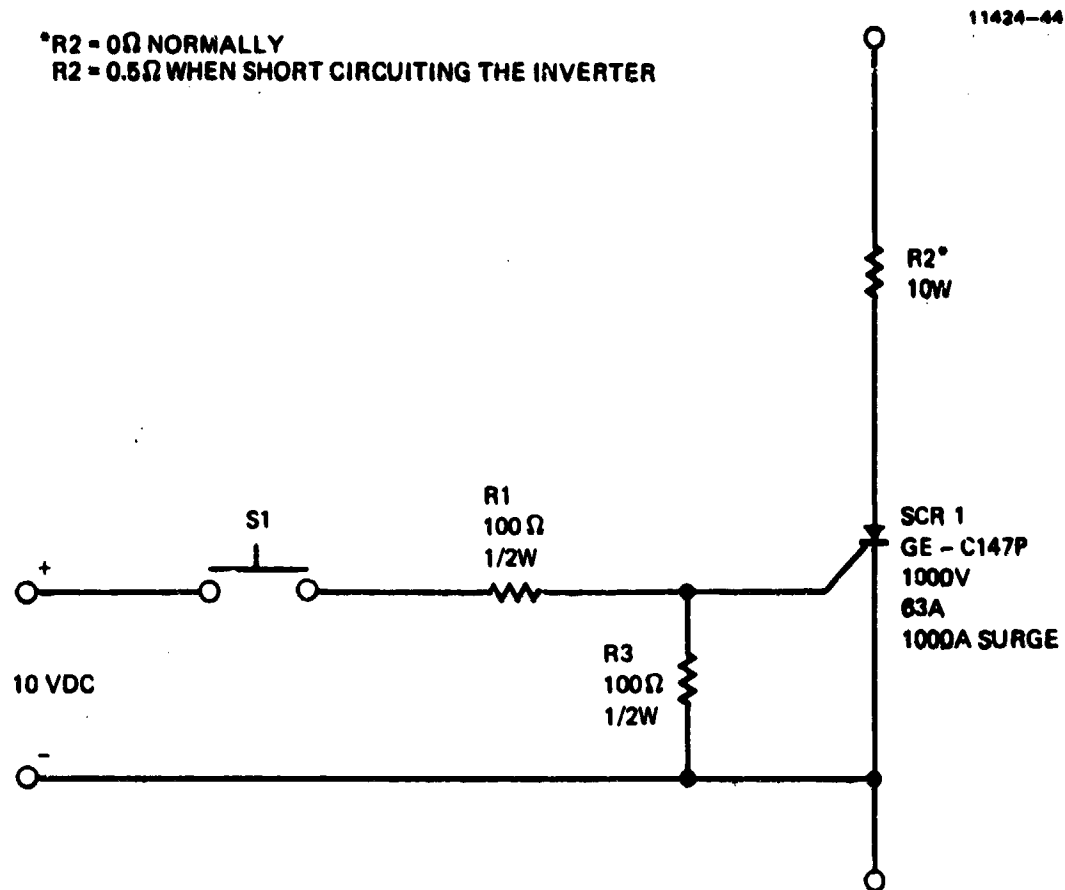 11424-44
*R2 = 0Ω NORMALLY
R2 = 0.5Ω WHEN SHORT CIRCUITING THE INVERTER
R2*
10W
R1
100Ω
1/2W
S1
SCR 1
GE - C147P
1000V
63A
1000A SURGE
+
R3
100Ω
1/2W
10 VDC
-